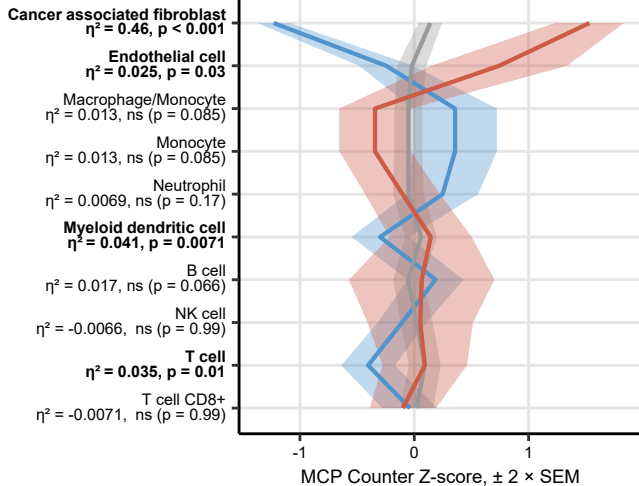 Cancer associated fibroblast
η² = 0.46, p < 0.001
Endothelial cell
η² = 0.025, p = 0.03
Macrophage/Monocyte
η² = 0.013, ns (p = 0.085)
Monocyte
η² = 0.013, ns (p = 0.085)
Neutrophil
η² = 0.0069, ns (p = 0.17)
Myeloid dendritic cell
η² = 0.041, p = 0.0071
B cell
η² = 0.017, ns (p = 0.066)
NK cell
η² = -0.0066, ns (p = 0.99)
T cell
η² = 0.035, p = 0.01
T cell CD8+
η² = -0.0071, ns (p = 0.99)
-1 0 1
MCP Counter Z-score, ± 2 × SEM